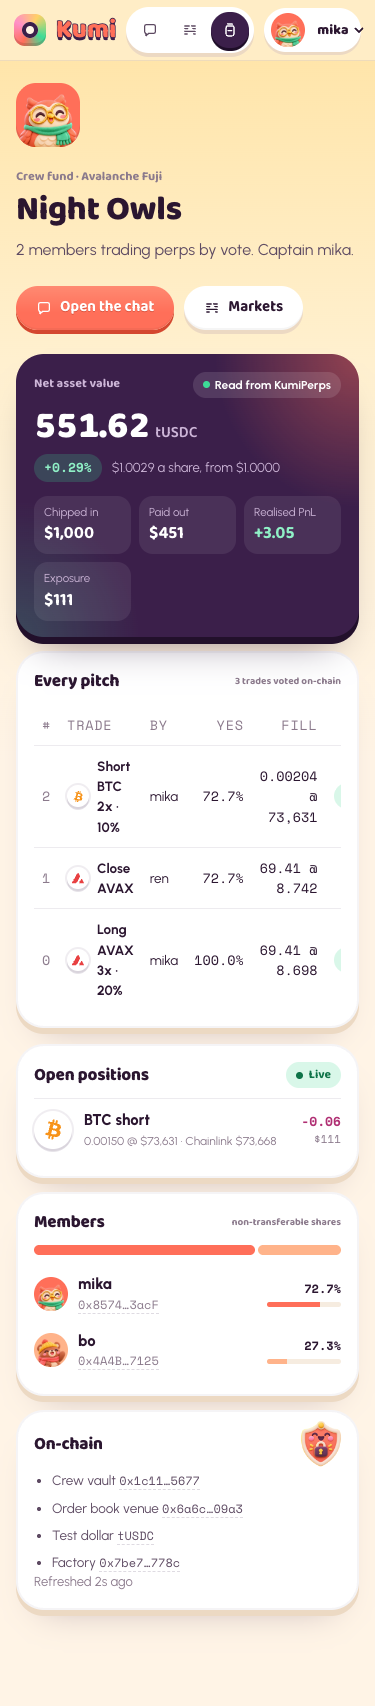 Kumi
mika
Crew fund · Avalanche Fuji
Night Owls
2 members trading perps by vote. Captain mika.
Open the chat
Markets
Net asset value
Read from KumiPerps
551.62 tUSDC
+0.29% $1.0029 a share, from $1.0000
Chipped in
$1,000
Paid out
$451
Realised PnL
+3.05
Exposure
$111
Every pitch
3 trades voted on-chain
# TRADE BY YES FILL
2 Short BTC 2x · 10% mika 72.7% 0.00204 @ 73,631
1 Close AVAX ren 72.7% 69.41 @ 8.742
0 Long AVAX 3x · 20% mika 100.0% 69.41 @ 8.698
Open positions
Live
BTC short -0.06
0.00150 @ $73,631 · Chainlink $73,668 $111
Members
non-transferable shares
mika 72.7%
0x8574…3acF
bo 27.3%
0x4A4B…7125
On-chain
• Crew vault 0x1c11…5677
• Order book venue 0x6a6c…09a3
• Test dollar tUSDC
• Factory 0x7be7…778c
Refreshed 2s ago